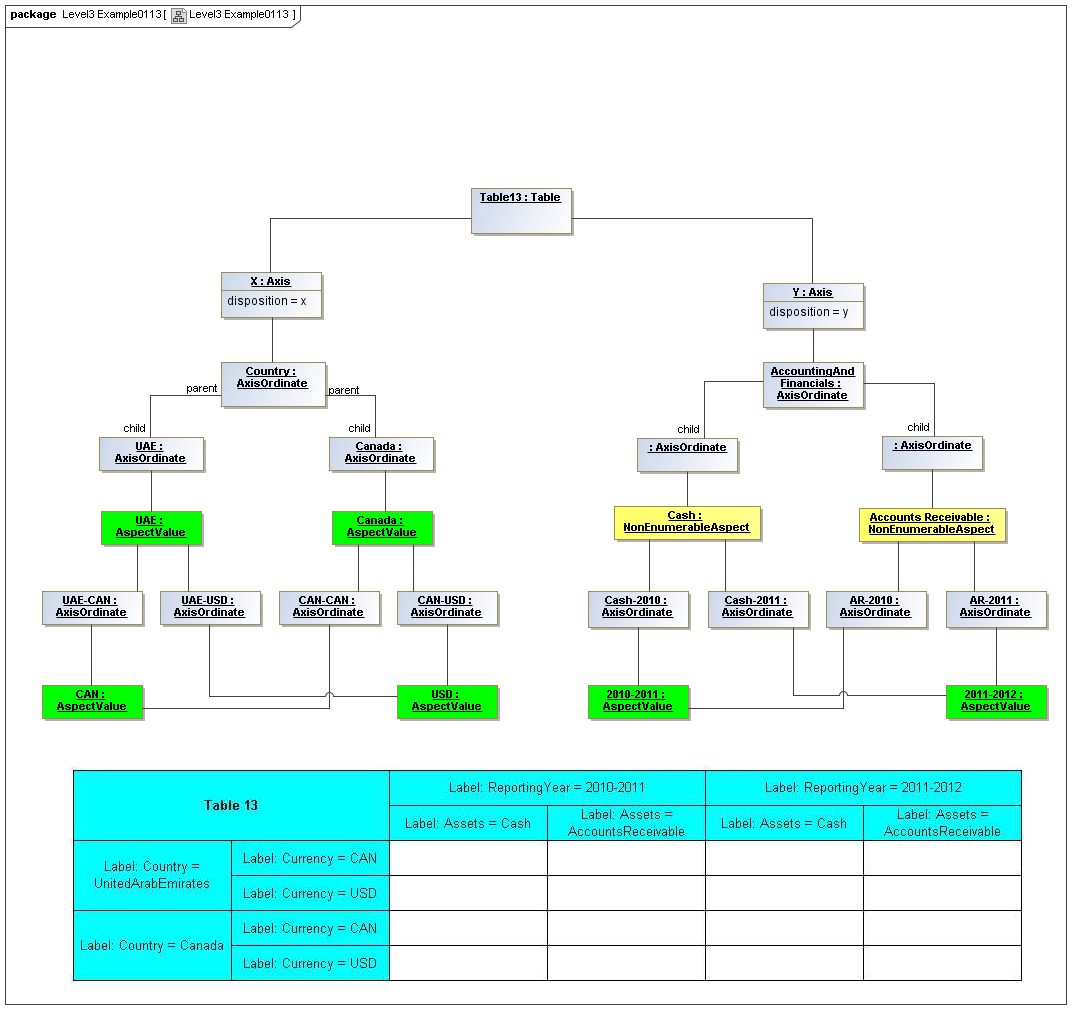 package Level3 Example0113 [ Level3 Example0113 ]
Table13 : Table
X : Axis
disposition = x
Y : Axis
disposition = y
Country :
AxisOrdinate
AccountingAnd
Financials :
AxisOrdinate
parent
parent
child
child
child
child
UAE :
AxisOrdinate
Canada :
AxisOrdinate
: AxisOrdinate
: AxisOrdinate
UAE :
AspectValue
Canada :
AspectValue
Cash :
NonEnumerableAspect
Accounts Receivable :
NonEnumerableAspect
UAE-CAN :
AxisOrdinate
UAE-USD :
AxisOrdinate
CAN-CAN :
AxisOrdinate
CAN-USD :
AxisOrdinate
Cash-2010 :
AxisOrdinate
Cash-2011 :
AxisOrdinate
AR-2010 :
AxisOrdinate
AR-2011 :
AxisOrdinate
CAN :
AspectValue
USD :
AspectValue
2010-2011 :
AspectValue
2011-2012 :
AspectValue
Table 13
Label: ReportingYear = 2010-2011
Label: ReportingYear = 2011-2012
Label: Assets = Cash
Label: Assets =
AccountsReceivable
Label: Assets = Cash
Label: Assets =
AccountsReceivable
Label: Country =
UnitedArabEmirates
Label: Currency = CAN
Label: Currency = USD
Label: Country = Canada
Label: Currency = CAN
Label: Currency = USD